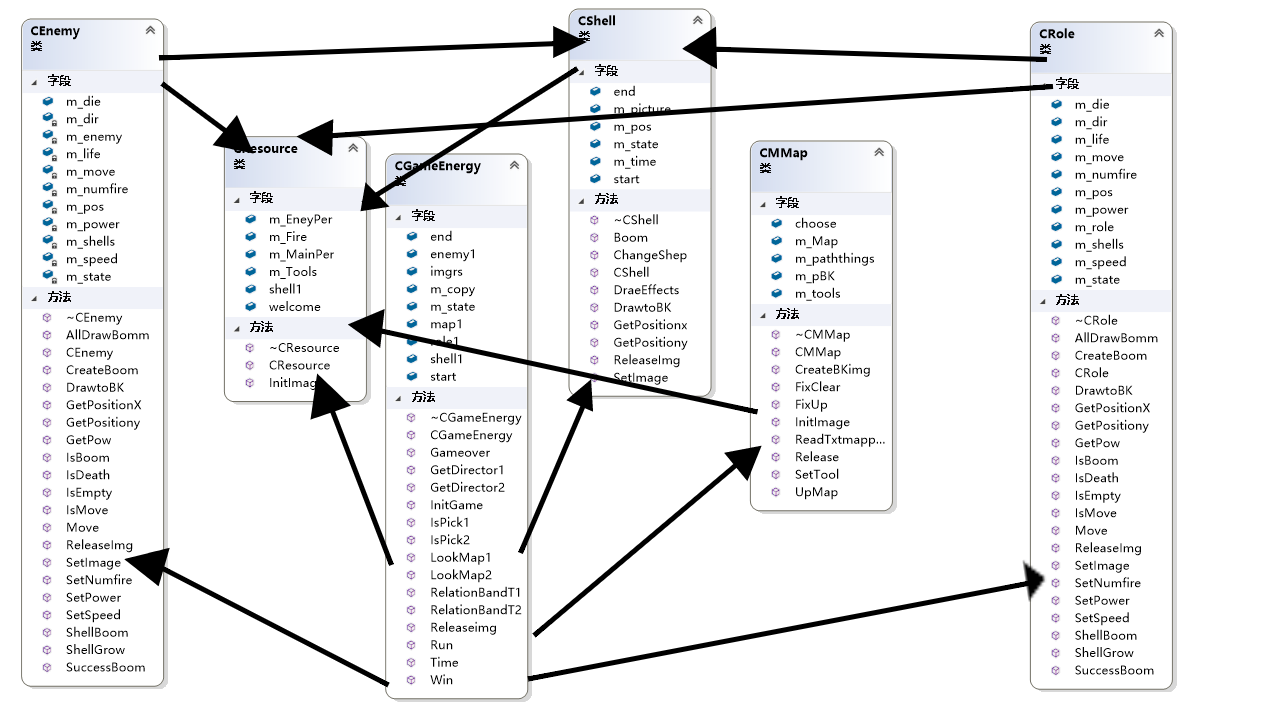 CEnemy
类
字段
m_die
m_dir
m_enemy
m_life
m_move
m_numfire
m_pos
m_power
m_shells
m_speed
m_state
方法
~CEnemy
AllDrawBomm
CEnemy
CreateBoom
DrawtoBK
GetPositionX
GetPositiony
GetPow
IsBoom
IsDeath
IsEmpty
IsMove
Move
ReleaseImg
SetImage
SetNumfire
SetPower
SetSpeed
ShellBoom
ShellGrow
SuccessBoom
CResource
类
字段
m_EneyPer
m_Fire
m_MainPer
m_Tools
shell1
welcome
方法
~CResource
CResource
InitImage
CGameEnergy
类
字段
end
enemy1
imgrs
m_copy
m_state
map1
role1
shell1
start
方法
~CGameEnergy
CGameEnergy
Gameover
GetDirector1
GetDirector2
InitGame
IsPick1
IsPick2
LookMap1
LookMap2
RelationBandT1
RelationBandT2
Releaseimg
Run
Time
Win
CShell
类
字段
end
m_picture
m_pos
m_state
m_time
start
方法
~CShell
Boom
ChangeShep
CShell
DraeEffects
DrawtoBK
GetPositionx
GetPositiony
ReleaseImg
SetImage
CMMap
类
字段
choose
m_Map
m_paththings
m_pBK
m_tools
方法
~CMMap
CMMap
CreateBKimg
FixClear
FixUp
InitImage
ReadTxtmapp...
Release
SetTool
UpMap
CRole
类
字段
m_die
m_dir
m_life
m_move
m_numfire
m_pos
m_power
m_role
m_shells
m_speed
m_state
方法
~CRole
AllDrawBomm
CreateBoom
CRole
DrawtoBK
GetPositionX
GetPositiony
GetPow
IsBoom
IsDeath
IsEmpty
IsMove
Move
ReleaseImg
SetImage
SetNumfire
SetPower
SetSpeed
ShellBoom
ShellGrow
SuccessBoom